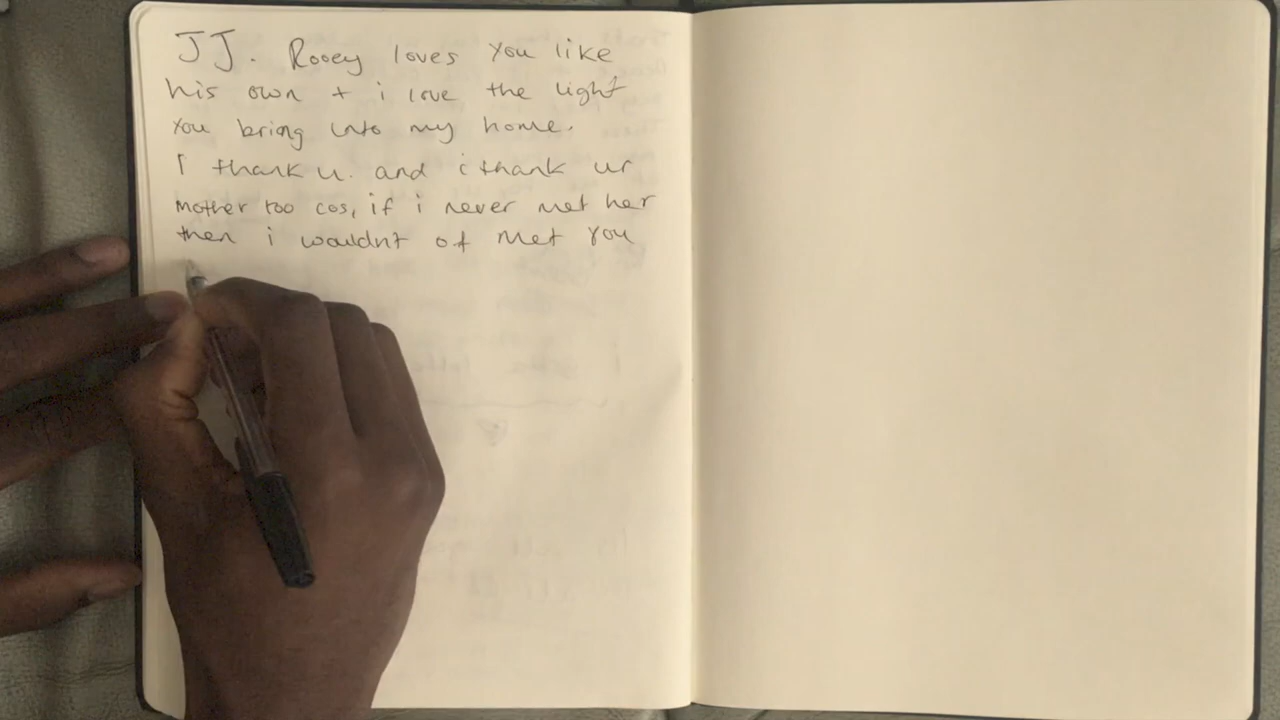 JJ. Rooey loves you like
his own + i love the light
you bring into my home.
I thank u. and i thank ur
mother too cos, if i never met her
then i wouldnt of met you